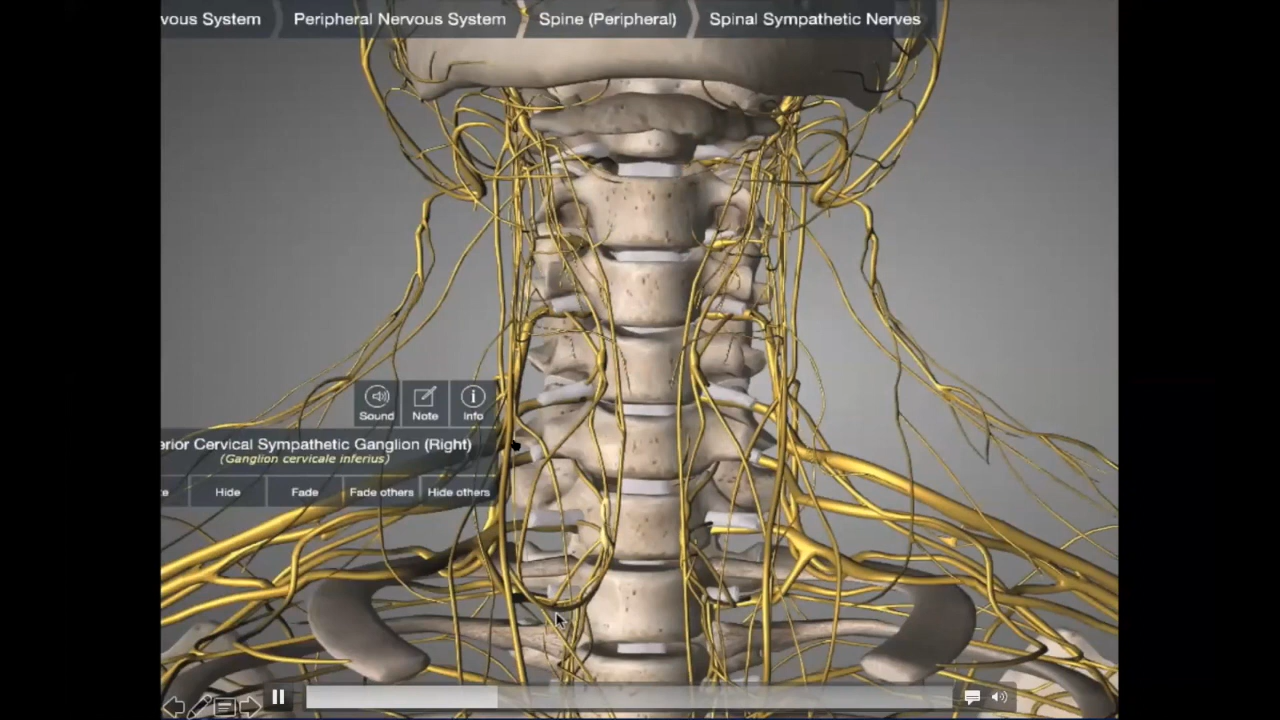 vous System Peripheral Nervous System Spine (Peripheral) Spinal Sympathetic Nerves
Sound Note Info
erior Cervical Sympathetic Ganglion (Right)
(Ganglion cervicale inferius)
e Hide Fade Fade others Hide others